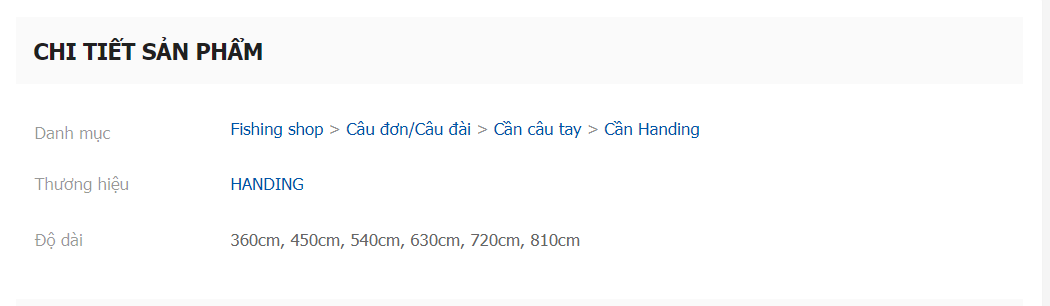 CHI TIẾT SẢN PHẨM
Danh mục Fishing shop > Câu đơn/Câu đài > Cần câu tay > Cần Handing
Thương hiệu HANDING
Độ dài 360cm, 450cm, 540cm, 630cm, 720cm, 810cm